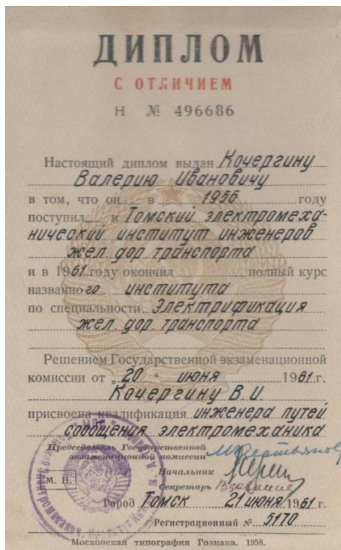 ДИПЛОМ
С ОТЛИЧИЕМ
Н № 496686
Настоящий диплом выдан Кочергину
Валерию Ивановичу
в том, что он в 1956 году
поступил в Томский электромеха-
нический институт инженеров
жел. дор. транспорта
и в 1961 году окончил полный курс
названного института
по специальности Электрификация
жел. дор. транспорта
Решением Государственной экзаменационной
комиссии от „20" июня 1961 г.
Кочергину В.И.
присвоена квалификация инженера путей
сообщения электромеханика
Председатель Государственной
экзаменационной комиссии
Начальник
М. П. Секретарь
Город Томск 21 июня 1961 г.
Регистрационный № 5170
Московская типография Гознака. 1958.